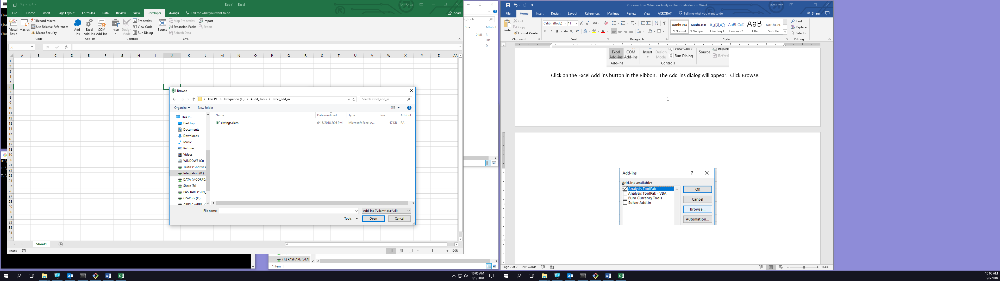 Book1 - Excel
Tom Ortiz
File Home Insert Page Layout Formulas Data Review View Developer xlwings Tell me what you want to do
Share
Visual Basic
Macros
Record Macro
Use Relative References
Macro Security
Code
Add-ins
Excel Add-ins
COM Add-ins
Add-ins
Insert
Design Mode
Properties
View Code
Run Dialog
Controls
Source
Map Properties
Expansion Packs
Refresh Data
Import
Export
XML
J6
fx
A B C D E F G H I J K L M N O P Q R S T U V W X Y Z AA
1
2
3
4
5
6
7
8
9
10
11
12
13
14
15
16
17
18
19
20
21
22
23
24
25
26
27
28
29
30
31
32
33
34
35
Browse
This PC › Integration (K:) › Audit_Tools › excel_add_in
Search excel_add_in
Organize
New folder
This PC
Desktop
Documents
Downloads
Music
Pictures
Videos
WINDOWS (C:)
TOrtiz (\\hdrives
Integration (K:)
DATA (\\CORPD.
Share (S:)
PASHARE (\\EN_
GISWork (X:)
APPS (\\APPS_V
Name Date modified Type Size Attribut...
xlwings.xlam 6/15/2018 2:06 PM Microsoft Excel A... 47 KB RA
File name:
Add-ins (*.xlam;*.xla;*.xll)
Tools
Open
Cancel
Sheet1
Ready
100%
it_Tools
Size Attribut...
2 KB R
HD
D
(ba
(ba
(ba
H:\
T:\
T:\
(T:) PASHARE (\\EN_
1 item
10:05 AM
8/8/2018
Processed Gas Valuation Analysis User Guide.docx - Word
Tom Ortiz
File Home Insert Design Layout References Mailings Review View ACROBAT Tell me what you want to do
Share
Paste
Cut
Copy
Format Painter
Clipboard
Calibri (Body) 11
Font
Paragraph
AaBbCcDc
¶ Normal
AaBbCcDc
¶ No Spac...
AaBbCc
Heading 1
AaBbCcD
Heading 2
AaB
Title
AaBbCcD
Subtitle
Styles
Find
Replace
Select
Editing
Excel Add-ins
COM Add-ins
Add-ins
Insert
Design Mode
View Code
Run Dialog
Controls
Source
Expans
Refresh
Click on the Excel Add-ins button in the Ribbon. The Add-ins dialog will appear. Click Browse.
1
Add-ins
?
Add-ins available:
Analysis ToolPak
Analysis ToolPak - VBA
Euro Currency Tools
Solver Add-in
OK
Cancel
Browse...
Automation...
Page 2 of 2 202 words
144%
10:05 AM
8/8/2018